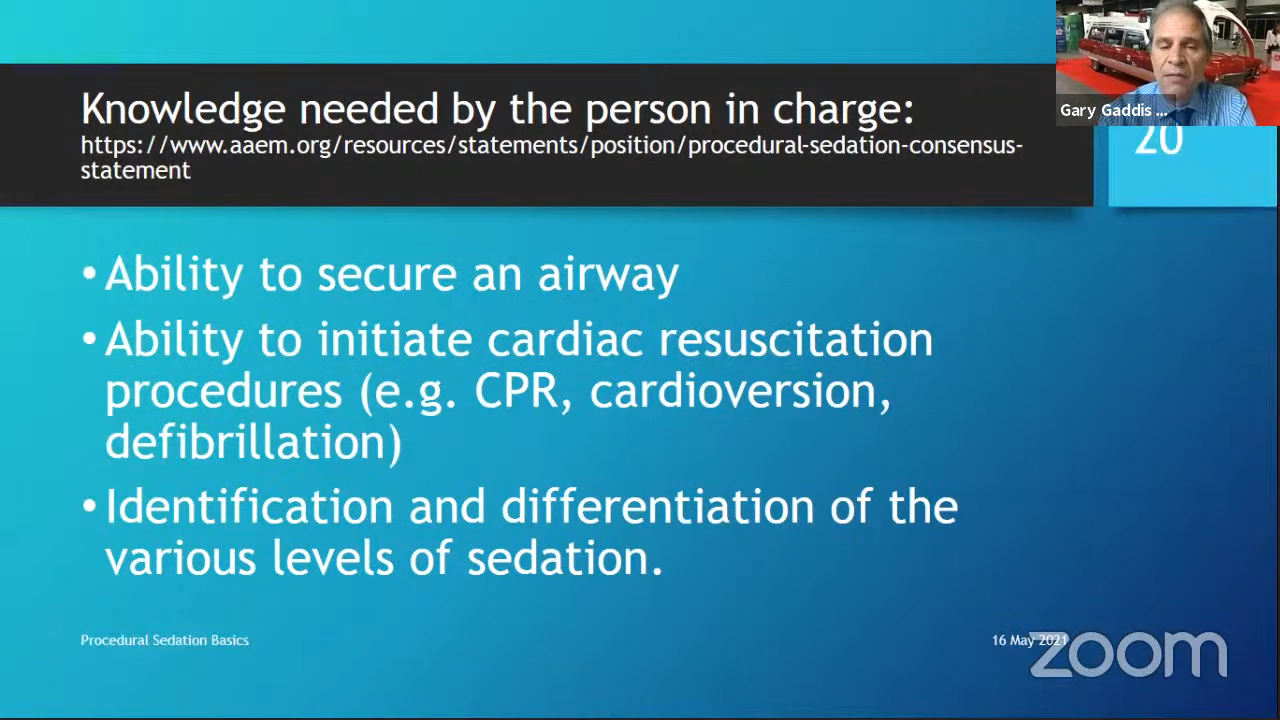 Knowledge needed by the person in charge:
https://www.aaem.org/resources/statements/position/procedural-sedation-consensus-
statement
Gary Gaddis ...
20
• Ability to secure an airway
• Ability to initiate cardiac resuscitation
procedures (e.g. CPR, cardioversion,
defibrillation)
• Identification and differentiation of the
various levels of sedation.
Procedural Sedation Basics
16 May 2021
zoom